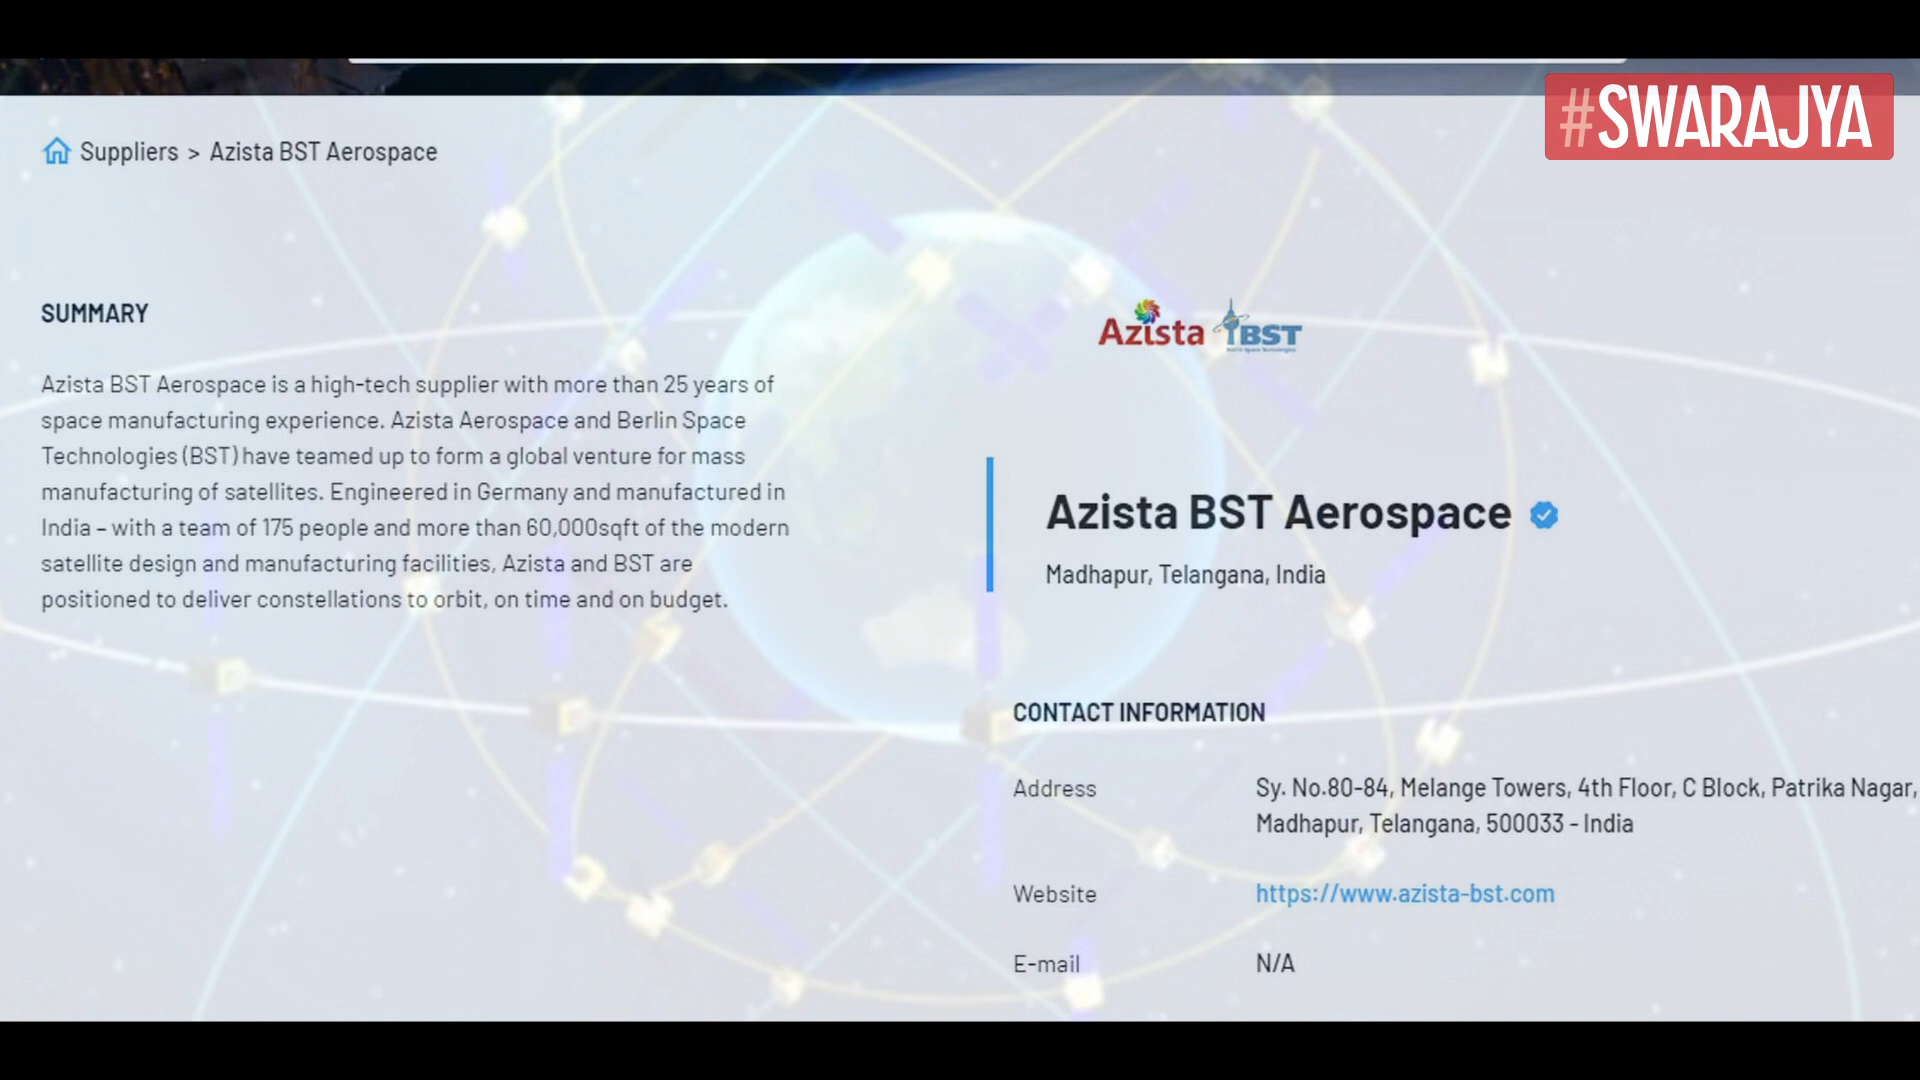 #SWARAJYA
Suppliers > Azista BST Aerospace
SUMMARY
Azista BST Aerospace is a high-tech supplier with more than 25 years of
space manufacturing experience. Azista Aerospace and Berlin Space
Technologies (BST) have teamed up to form a global venture for mass
manufacturing of satellites. Engineered in Germany and manufactured in
India – with a team of 175 people and more than 60,000sqft of the modern
satellite design and manufacturing facilities, Azista and BST are
positioned to deliver constellations to orbit, on time and on budget.
Azista BST
Azista BST Aerospace
Madhapur, Telangana, India
CONTACT INFORMATION
Address Sy. No.80-84, Melange Towers, 4th Floor, C Block, Patrika Nagar,
Madhapur, Telangana, 500033 - India
Website https://www.azista-bst.com
E-mail N/A